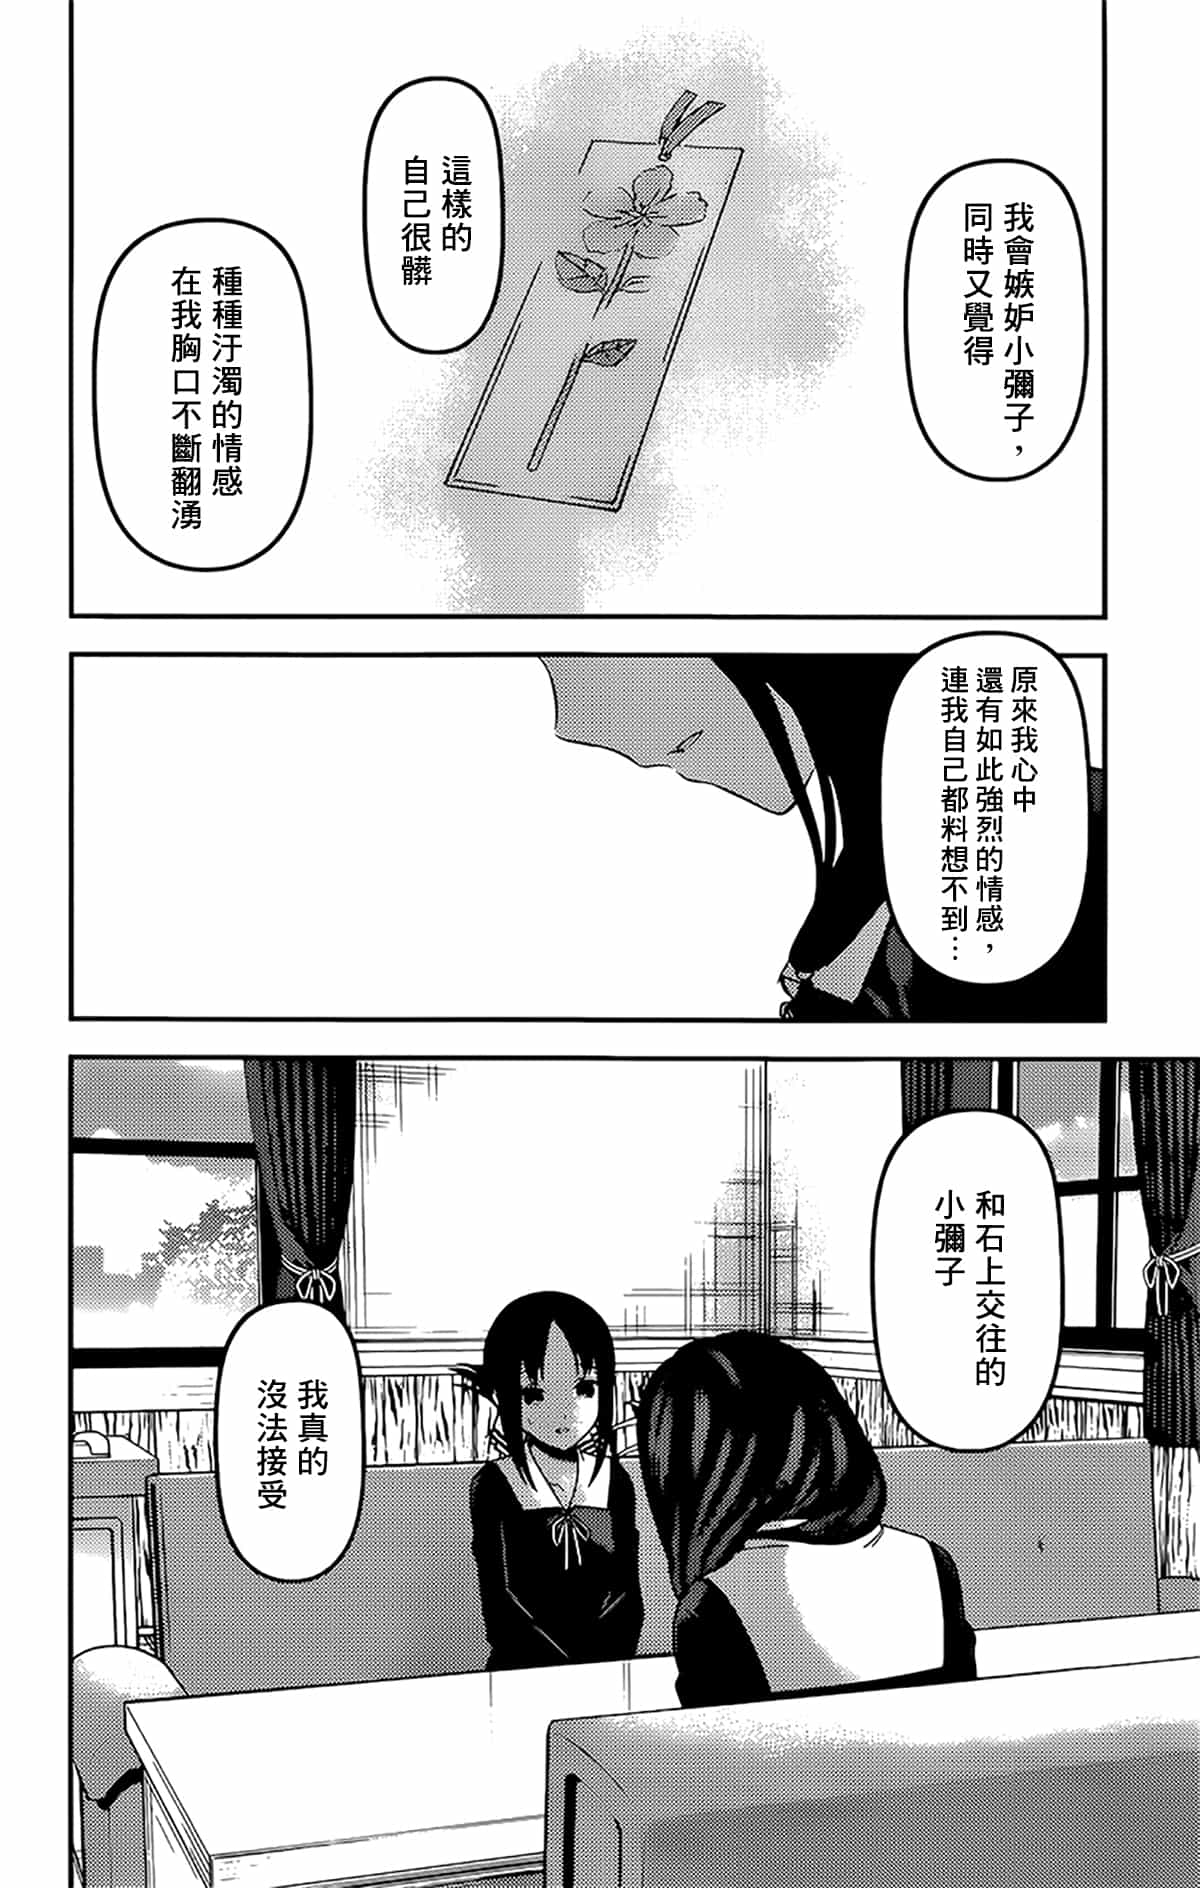 我會嫉妒小彌子，
同時又覺得
這樣的
自己很髒
種種汙濁的情感
在我胸口不斷翻湧
原來我心中
還有如此強烈的情感，
連我自己都料想不到…
和石上交往的
小彌子
我真的
沒法接受